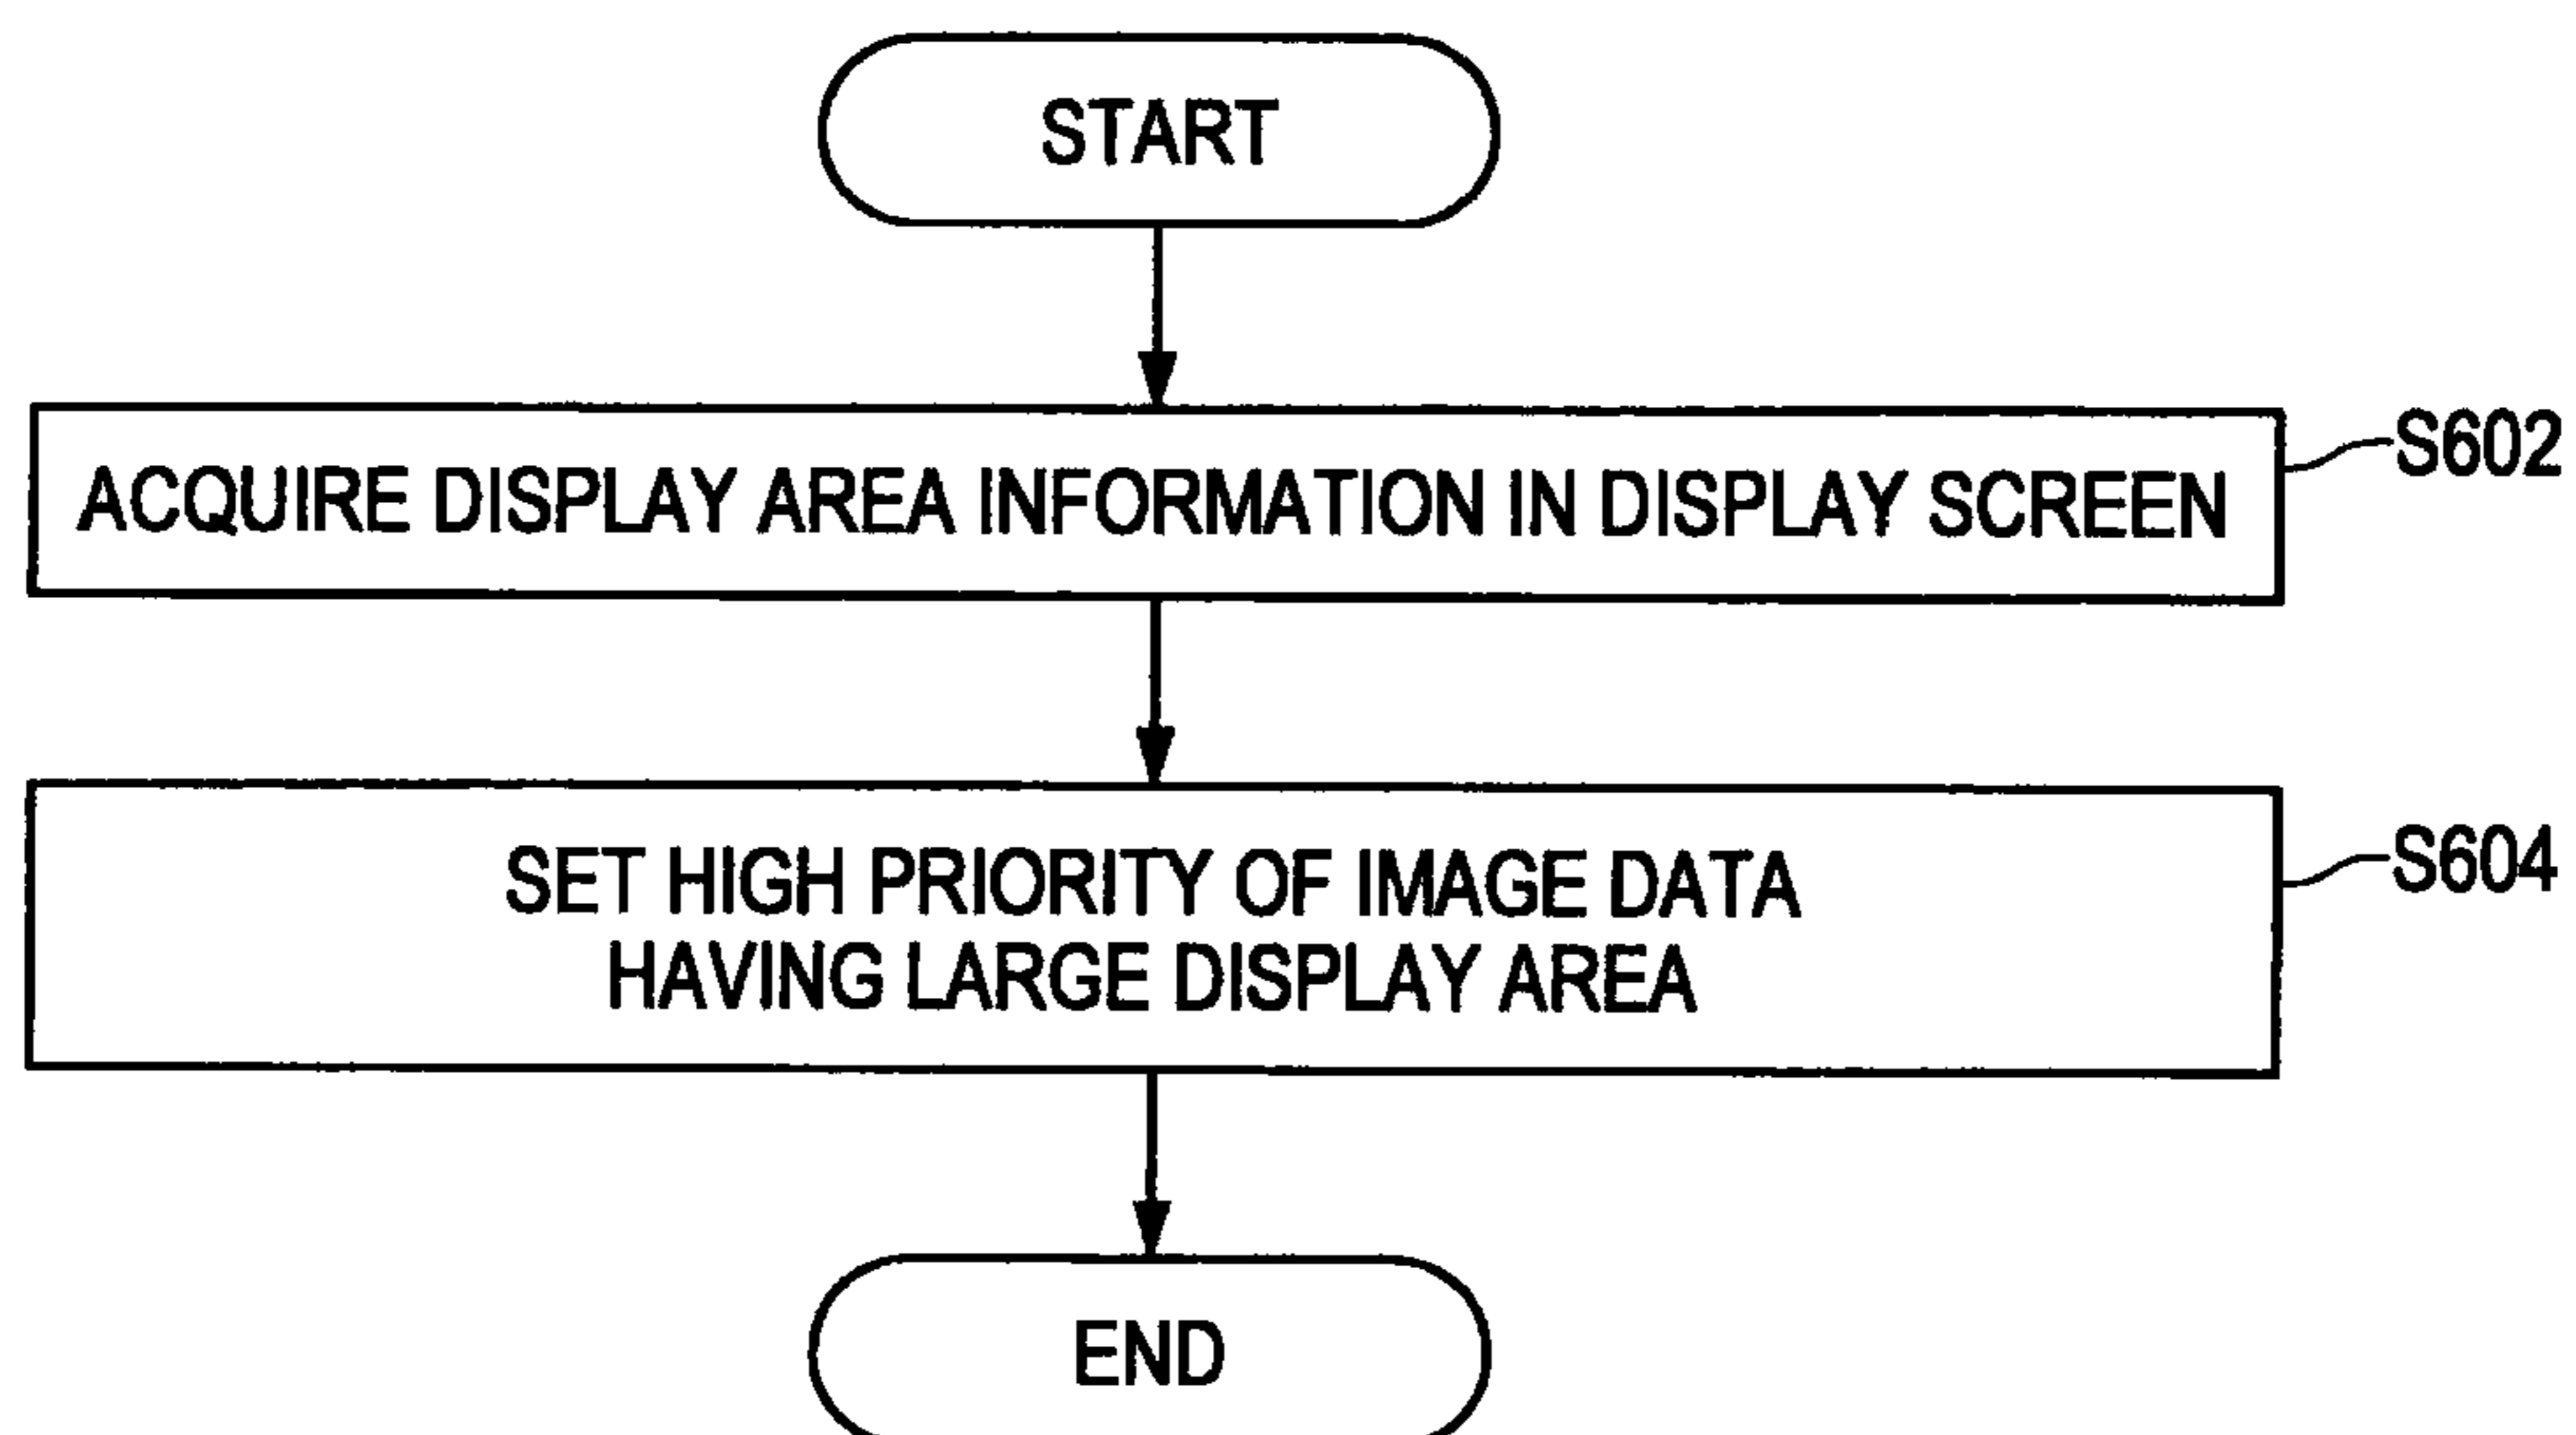 START
ACQUIRE DISPLAY AREA INFORMATION IN DISPLAY SCREEN
S602
SET HIGH PRIORITY OF IMAGE DATA
HAVING LARGE DISPLAY AREA
S604
END